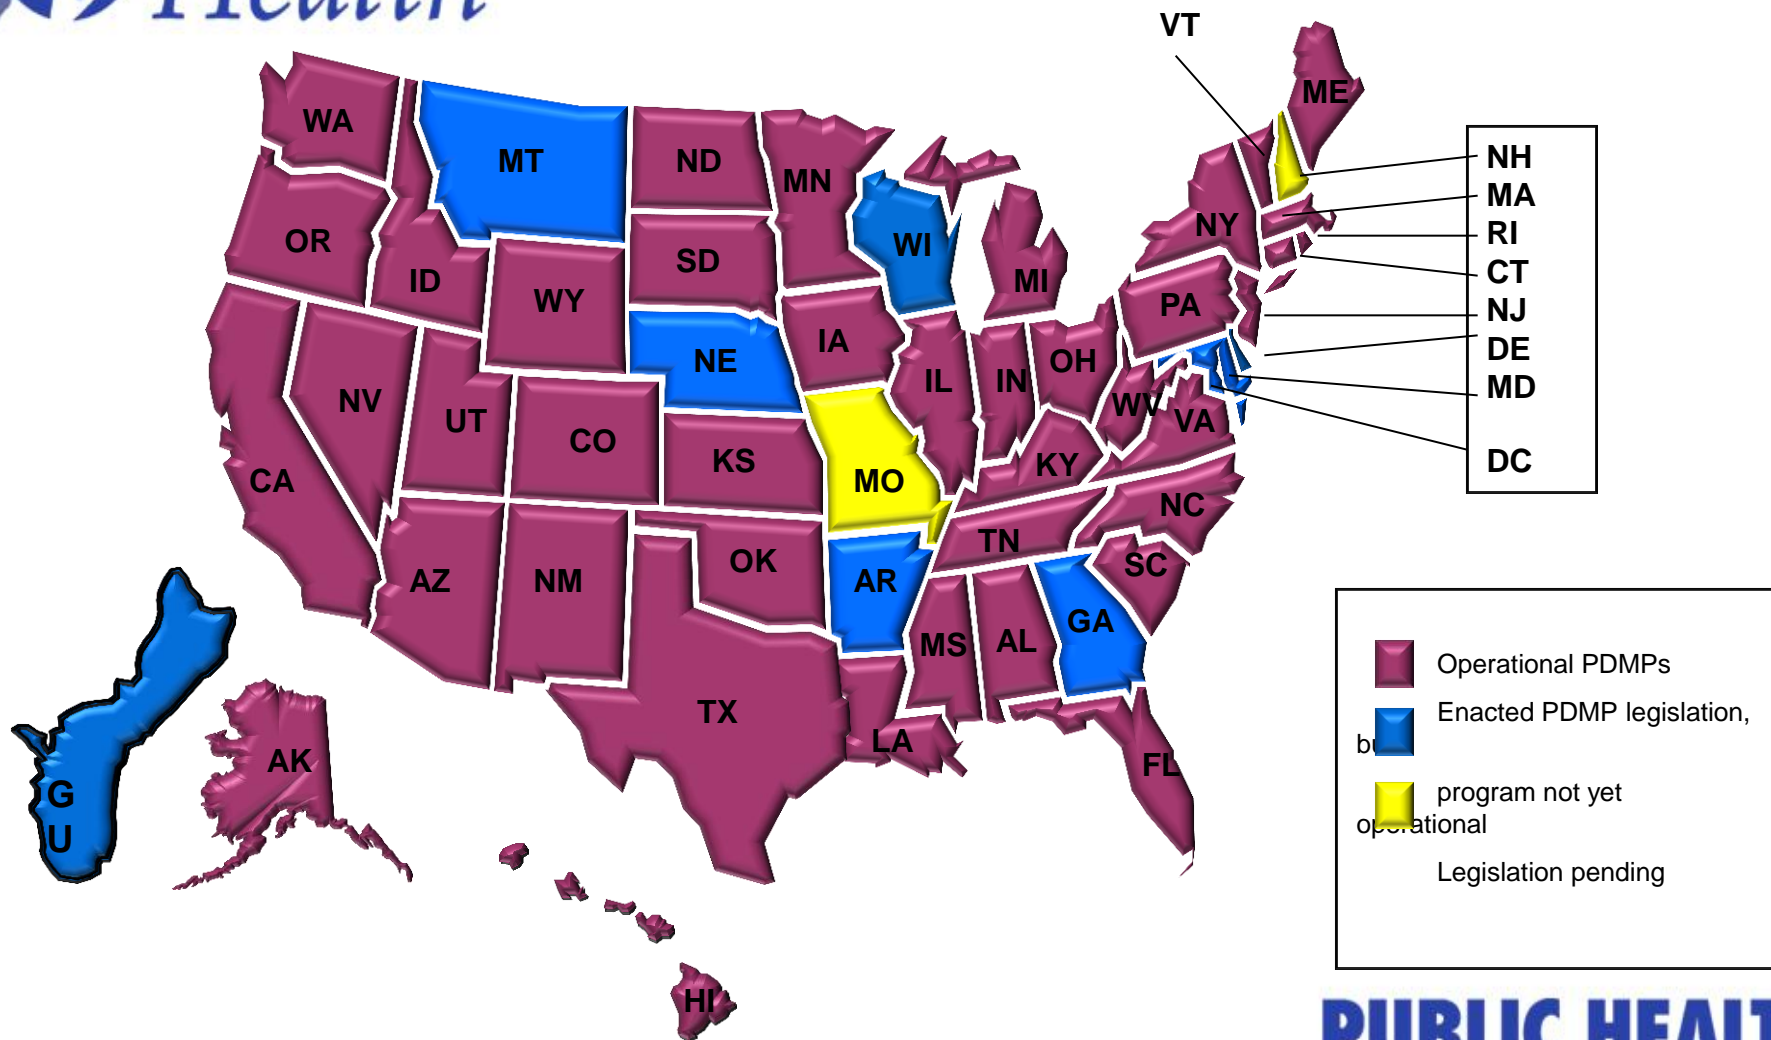 Health
VT
ME
WA
MT
ND
MN
NH
MA
RI
CT
NJ
DE
MD
DC
OR
ID
WY
SD
WI
MI
NY
PA
NE
IA
IL
IN
OH
WV
VA
NV
UT
CO
KS
MO
KY
CA
NC
TN
SC
AZ
NM
OK
AR
MS
AL
GA
TX
LA
FL
G
U
AK
HI
Operational PDMPs
Enacted PDMP legislation,
program not yet
operational
Legislation pending
PUBLIC